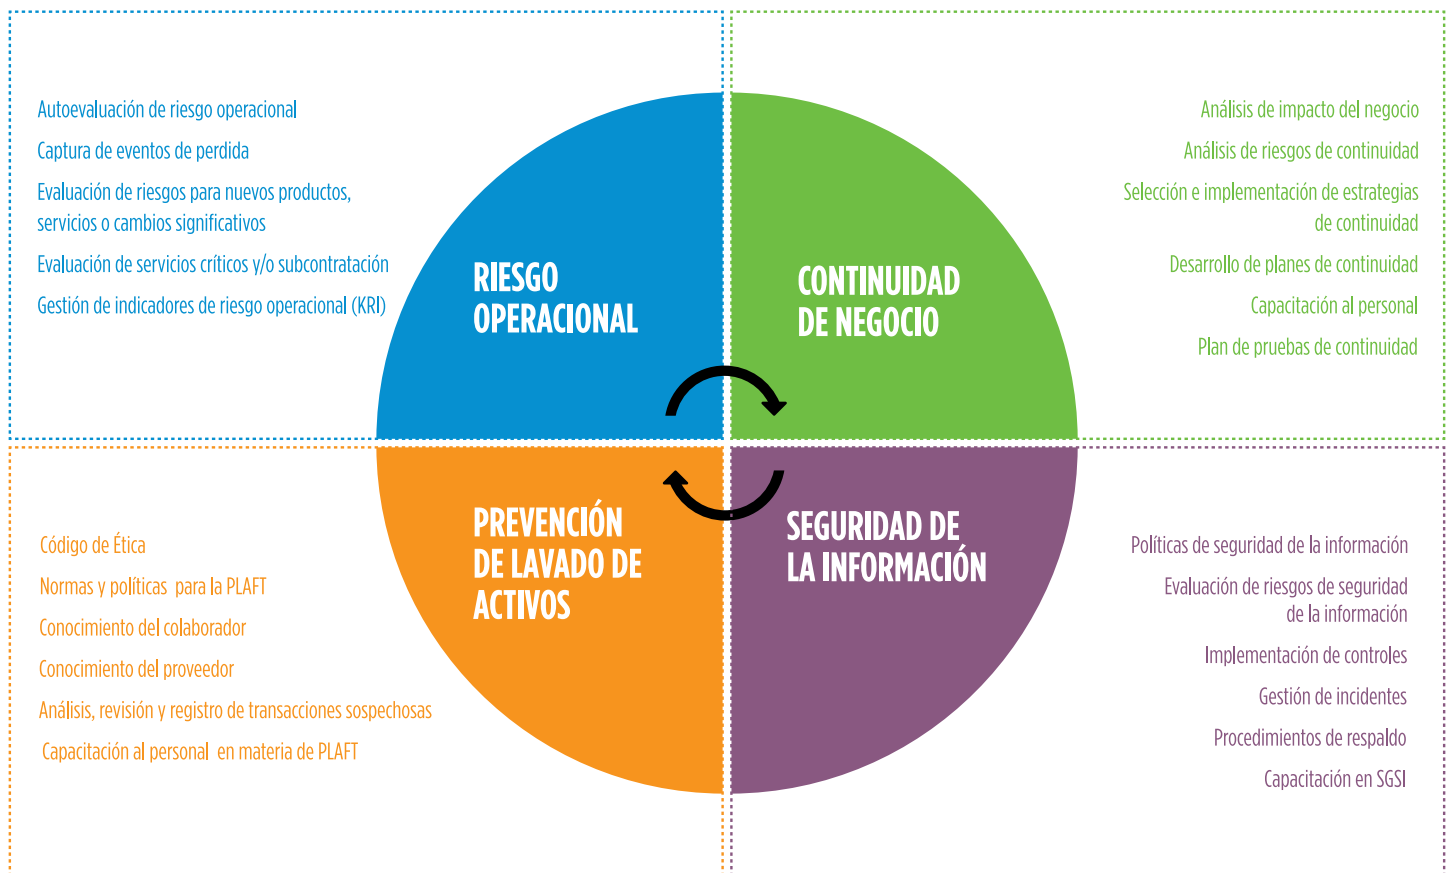 Autoevaluación de riesgo operacional
Captura de eventos de perdida
Evaluación de riesgos para nuevos productos,
servicios o cambios significativos
Evaluación de servicios críticos y/o subcontratación
Gestión de indicadores de riesgo operacional (KRI)
RIESGO
OPERACIONAL
CONTINUIDAD
DE NEGOCIO
Análisis de impacto del negocio
Análisis de riesgos de continuidad
Selección e implementación de estrategias
de continuidad
Desarrollo de planes de continuidad
Capacitación al personal
Plan de pruebas de continuidad
Código de Ética
Normas y políticas para la PLAFT
Conocimiento del colaborador
Conocimiento del proveedor
Análisis, revisión y registro de transacciones sospechosas
Capacitación al personal en materia de PLAFT
PREVENCIÓN
DE LAVADO DE
ACTIVOS
SEGURIDAD DE
LA INFORMACIÓN
Políticas de seguridad de la información
Evaluación de riesgos de seguridad
de la información
Implementación de controles
Gestión de incidentes
Procedimientos de respaldo
Capacitación en SGSI